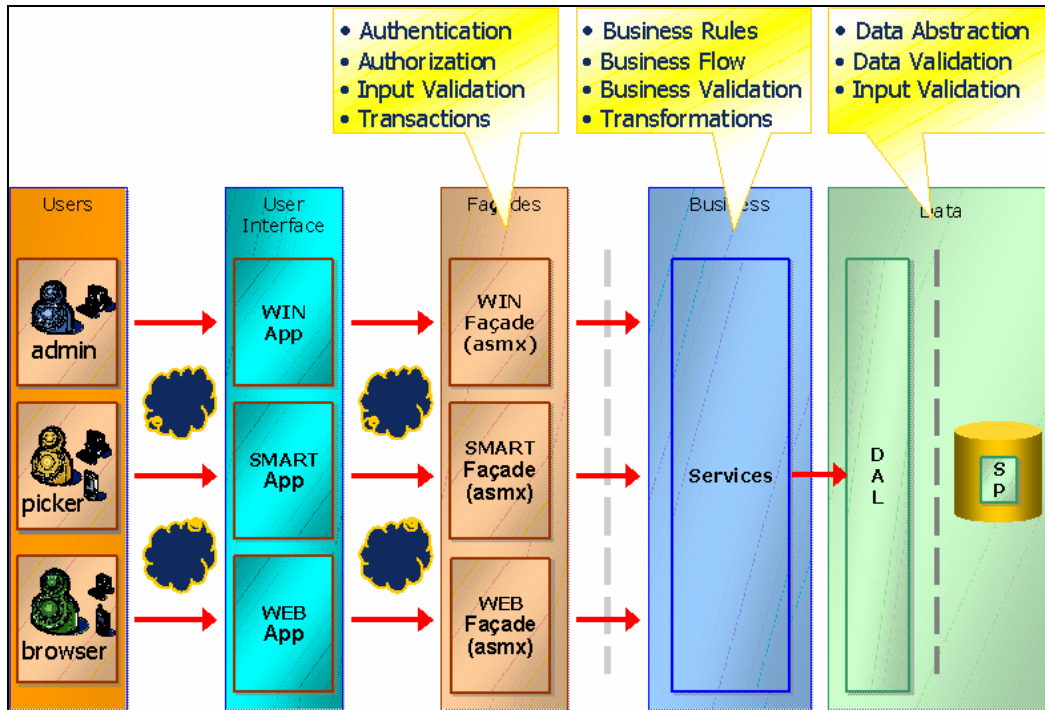 • Authentication
• Authorization
• Input Validation
• Transactions
• Business Rules
• Business Flow
• Business Validation
• Transformations
• Data Abstraction
• Data Validation
• Input Validation
Users
User
Interface
Façades
Business
Data
admin
WIN
App
WIN
Façade
(asmx)
picker
SMART
App
SMART
Façade
(asmx)
Services
D
A
L
S
P
browser
WEB
App
WEB
Façade
(asmx)